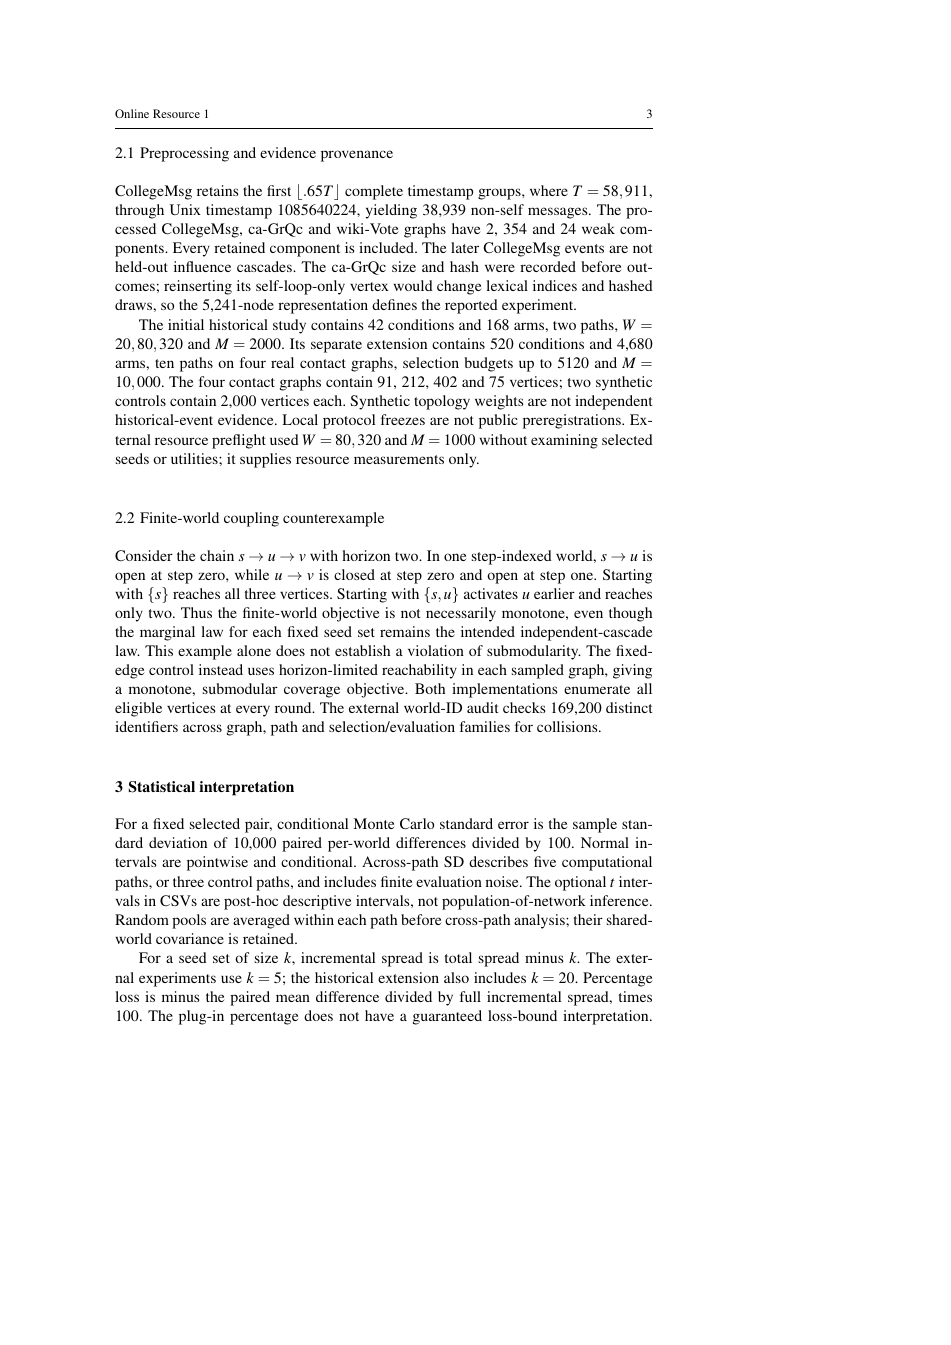 Online Resource 1 3
2.1 Preprocessing and evidence provenance
CollegeMsg retains the first ⌊.65T⌋ complete timestamp groups, where T = 58,911,
through Unix timestamp 1085640224, yielding 38,939 non-self messages. The pro-
cessed CollegeMsg, ca-GrQc and wiki-Vote graphs have 2, 354 and 24 weak com-
ponents. Every retained component is included. The later CollegeMsg events are not
held-out influence cascades. The ca-GrQc size and hash were recorded before out-
comes; reinserting its self-loop-only vertex would change lexical indices and hashed
draws, so the 5,241-node representation defines the reported experiment.
The initial historical study contains 42 conditions and 168 arms, two paths, W =
20,80,320 and M = 2000. Its separate extension contains 520 conditions and 4,680
arms, ten paths on four real contact graphs, selection budgets up to 5120 and M =
10,000. The four contact graphs contain 91, 212, 402 and 75 vertices; two synthetic
controls contain 2,000 vertices each. Synthetic topology weights are not independent
historical-event evidence. Local protocol freezes are not public preregistrations. Ex-
ternal resource preflight used W = 80,320 and M = 1000 without examining selected
seeds or utilities; it supplies resource measurements only.
2.2 Finite-world coupling counterexample
Consider the chain s → u → v with horizon two. In one step-indexed world, s → u is
open at step zero, while u → v is closed at step zero and open at step one. Starting
with {s} reaches all three vertices. Starting with {s,u} activates u earlier and reaches
only two. Thus the finite-world objective is not necessarily monotone, even though
the marginal law for each fixed seed set remains the intended independent-cascade
law. This example alone does not establish a violation of submodularity. The fixed-
edge control instead uses horizon-limited reachability in each sampled graph, giving
a monotone, submodular coverage objective. Both implementations enumerate all
eligible vertices at every round. The external world-ID audit checks 169,200 distinct
identifiers across graph, path and selection/evaluation families for collisions.
3 Statistical interpretation
For a fixed selected pair, conditional Monte Carlo standard error is the sample stan-
dard deviation of 10,000 paired per-world differences divided by 100. Normal in-
tervals are pointwise and conditional. Across-path SD describes five computational
paths, or three control paths, and includes finite evaluation noise. The optional t inter-
vals in CSVs are post-hoc descriptive intervals, not population-of-network inference.
Random pools are averaged within each path before cross-path analysis; their shared-
world covariance is retained.
For a seed set of size k, incremental spread is total spread minus k. The exter-
nal experiments use k = 5; the historical extension also includes k = 20. Percentage
loss is minus the paired mean difference divided by full incremental spread, times
100. The plug-in percentage does not have a guaranteed loss-bound interpretation.